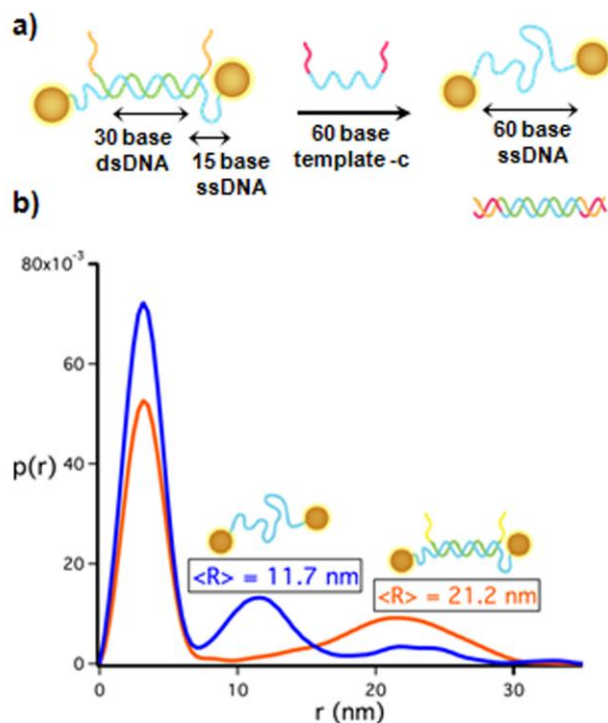 a)
30 base
dsDNA
15 base
ssDNA
60 base
template -c
60 base
ssDNA
b)
80x10-3
60
40
20
0
p(r)
<R> = 11.7 nm
<R> = 21.2 nm
0
10
20
30
r (nm)